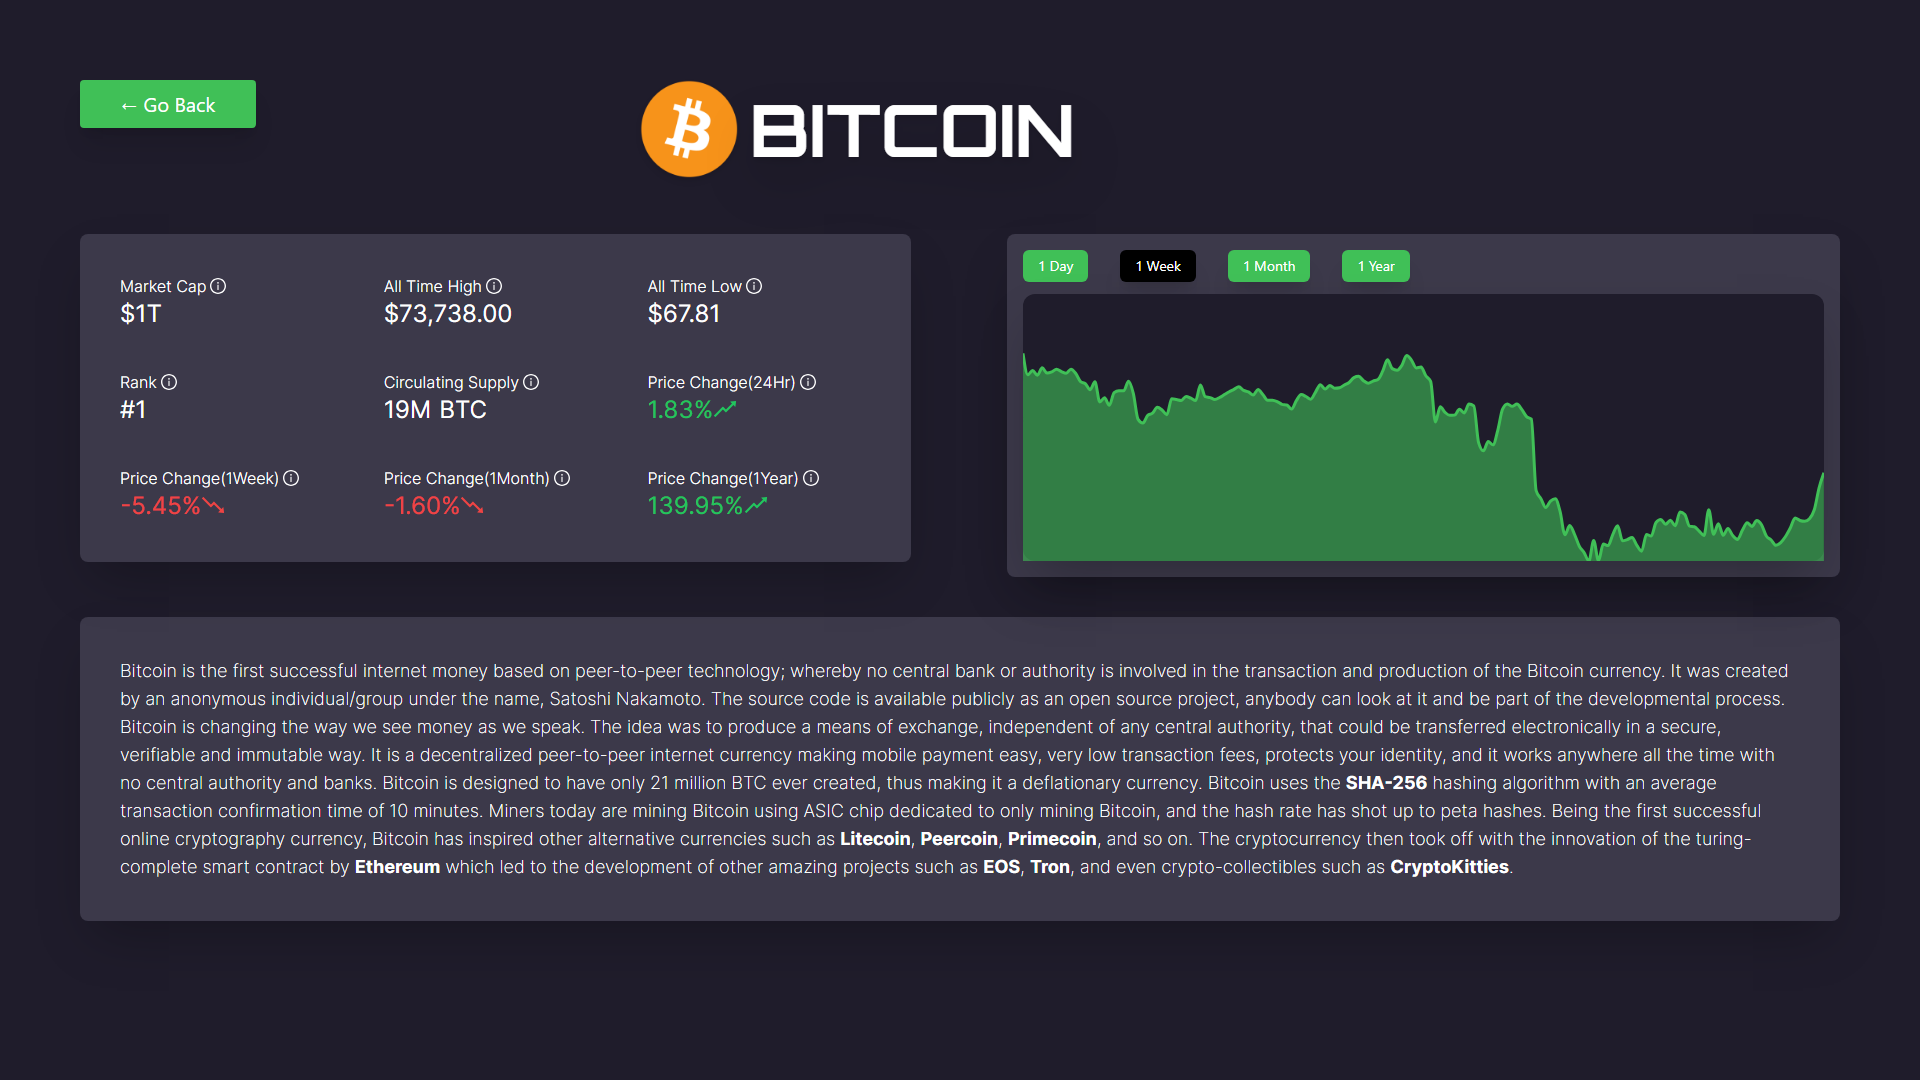 ← Go Back
BITCOIN
Market Cap
$1T
All Time High
$73,738.00
All Time Low
$67.81
Rank
#1
Circulating Supply
19M BTC
Price Change(24Hr)
1.83%
Price Change(1Week)
-5.45%
Price Change(1Month)
-1.60%
Price Change(1Year)
139.95%
1 Day
1 Week
1 Month
1 Year
Bitcoin is the first successful internet money based on peer-to-peer technology; whereby no central bank or authority is involved in the transaction and production of the Bitcoin currency. It was created
by an anonymous individual/group under the name, Satoshi Nakamoto. The source code is available publicly as an open source project, anybody can look at it and be part of the developmental process.
Bitcoin is changing the way we see money as we speak. The idea was to produce a means of exchange, independent of any central authority, that could be transferred electronically in a secure,
verifiable and immutable way. It is a decentralized peer-to-peer internet currency making mobile payment easy, very low transaction fees, protects your identity, and it works anywhere all the time with
no central authority and banks. Bitcoin is designed to have only 21 million BTC ever created, thus making it a deflationary currency. Bitcoin uses the SHA-256 hashing algorithm with an average
transaction confirmation time of 10 minutes. Miners today are mining Bitcoin using ASIC chip dedicated to only mining Bitcoin, and the hash rate has shot up to peta hashes. Being the first successful
online cryptography currency, Bitcoin has inspired other alternative currencies such as Litecoin, Peercoin, Primecoin, and so on. The cryptocurrency then took off with the innovation of the turing-
complete smart contract by Ethereum which led to the development of other amazing projects such as EOS, Tron, and even crypto-collectibles such as CryptoKitties.